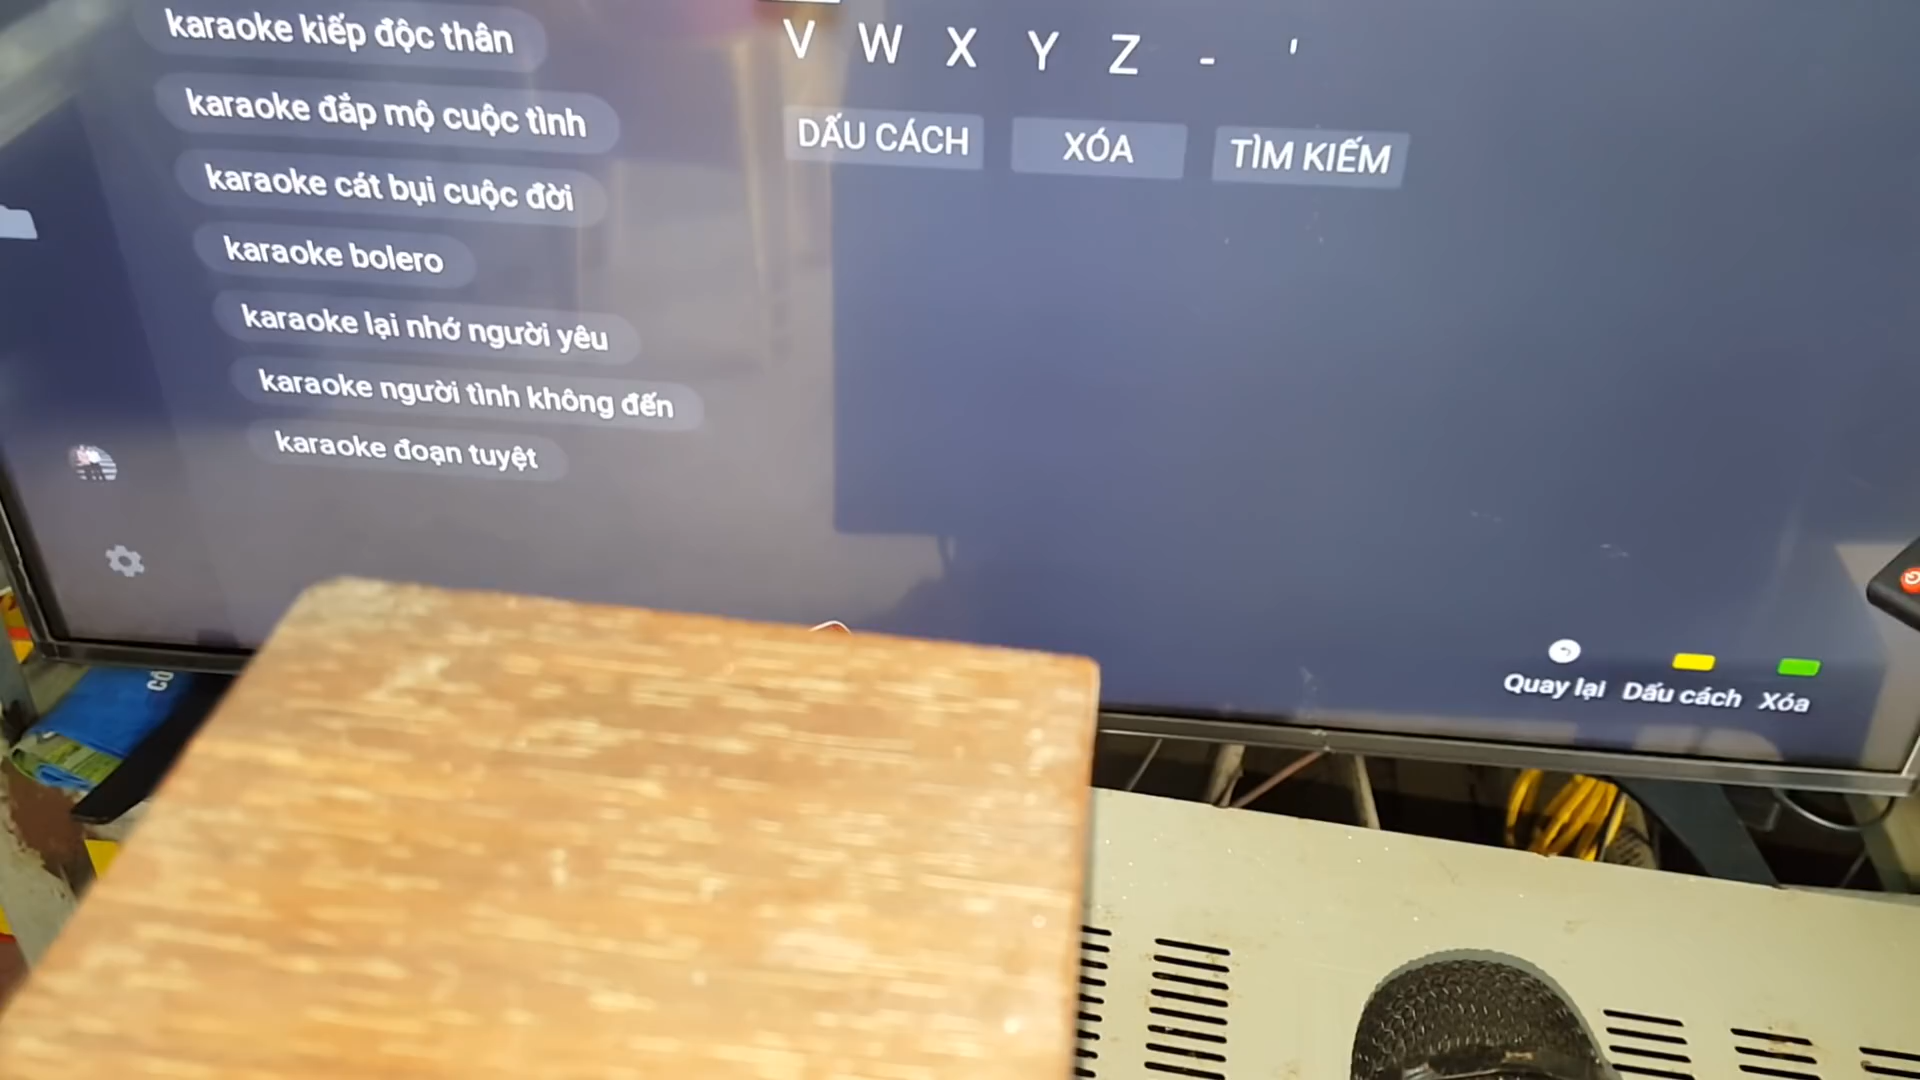 karaoke kiếp độc thân
karaoke đắp mộ cuộc tình
karaoke cát bụi cuộc đời
karaoke bolero
karaoke lại nhớ người yêu
karaoke người tình không đến
karaoke đoạn tuyệt
V W X Y Z - '
DẤU CÁCH XÓA TÌM KIẾM
Quay lại Dấu cách Xóa
CÔ